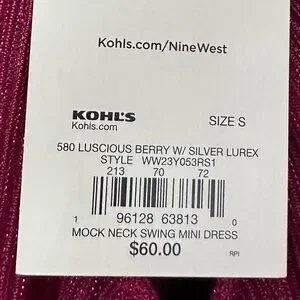 Kohls.com/NineWest
KOHL'S SIZE S
Kohls.com
580 LUSCIOUS BERRY W/ SILVER LUREX
STYLE WW23Y053RS1
213 70 72
1 96128 63813 0
MOCK NECK SWING MINI DRESS
$60.00 RPI